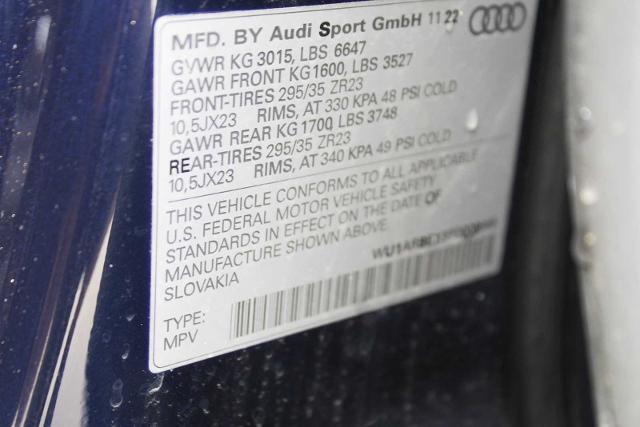 MFD. BY Audi Sport GmbH 11 22
GVWR KG 3015, LBS 6647
GAWR FRONT KG1600, LBS 3527
FRONT-TIRES 295/35 ZR23
10,5JX23 RIMS, AT 330 KPA 48 PSI COLD
GAWR REAR KG 1700, LBS 3748
REAR-TIRES 295/35 ZR23
10,5JX23 RIMS, AT 340 KPA 49 PSI COLD
THIS VEHICLE CONFORMS TO ALL APPLICABLE
U.S. FEDERAL MOTOR VEHICLE SAFETY
STANDARDS IN EFFECT ON THE DATE OF
MANUFACTURE SHOWN ABOVE.
SLOVAKIA
TYPE:
MPV